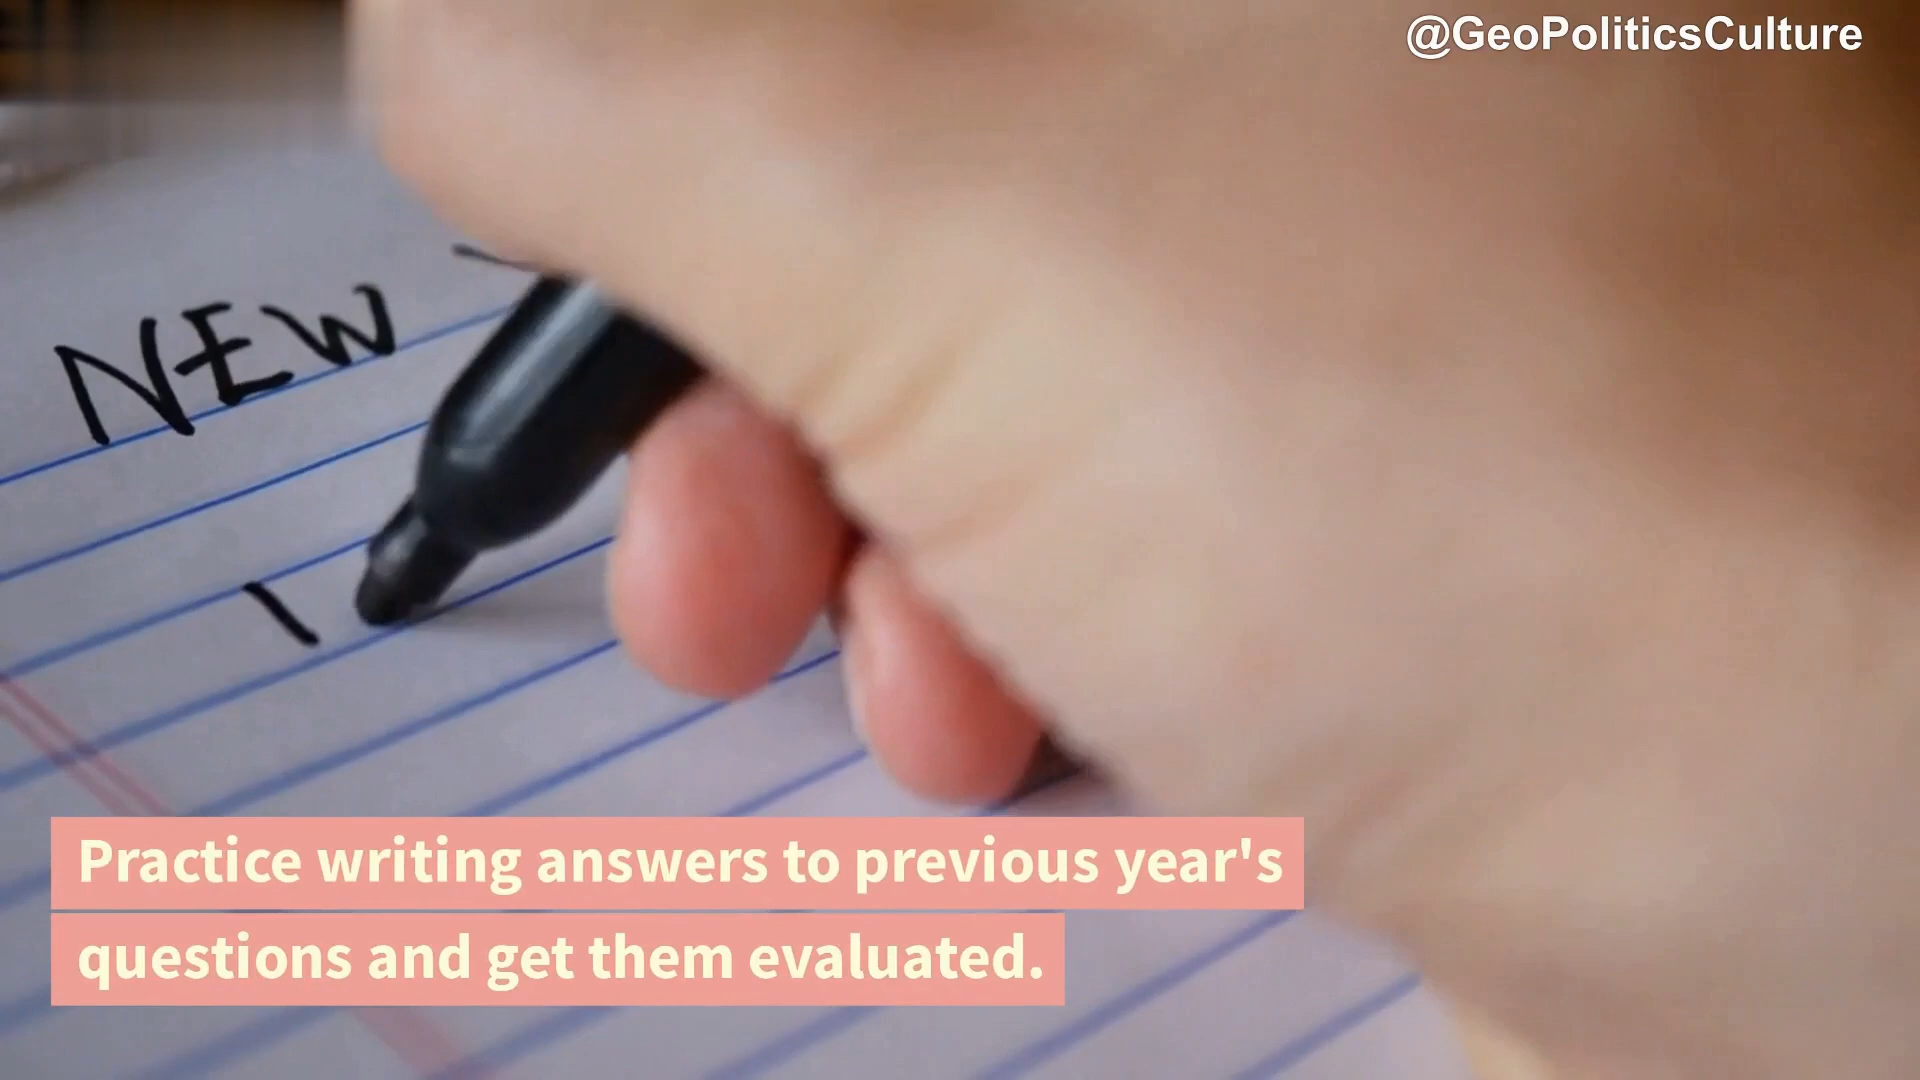 @GeoPoliticsCulture
NEW
Practice writing answers to previous year's
questions and get them evaluated.